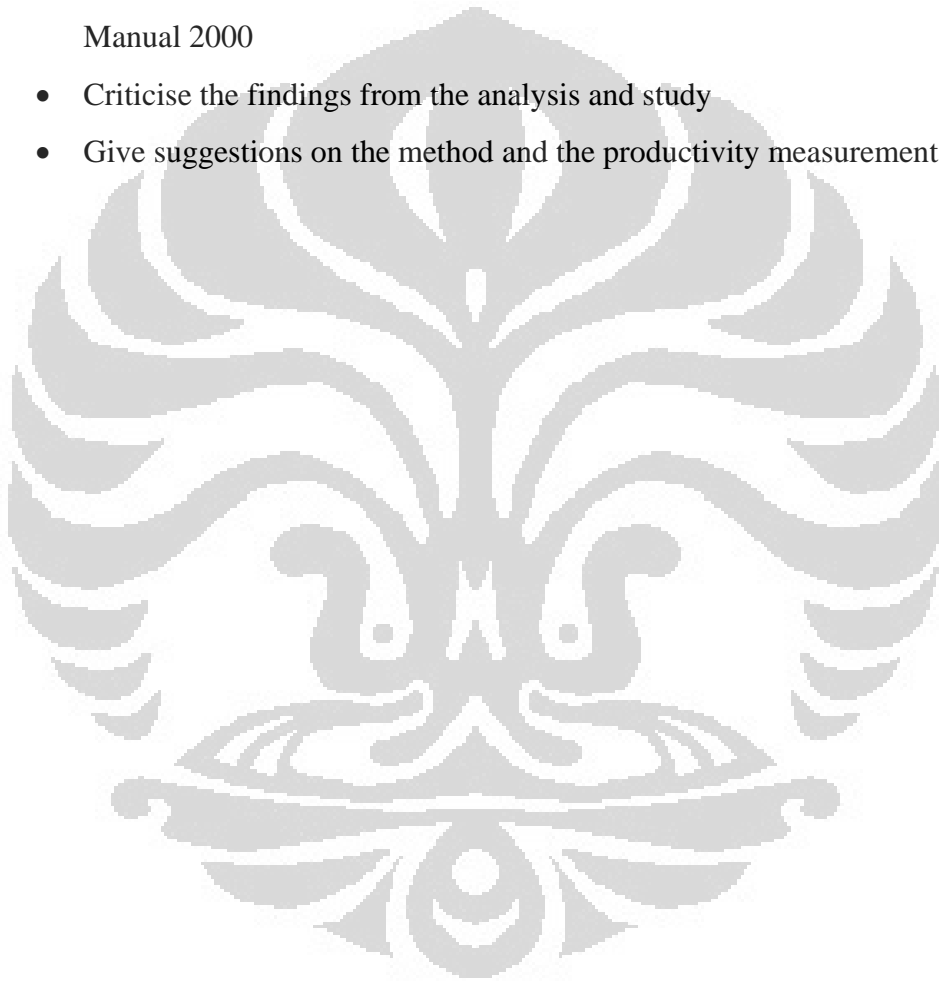 Manual 2000
• Criticise the findings from the analysis and study
• Give suggestions on the method and the productivity measurement